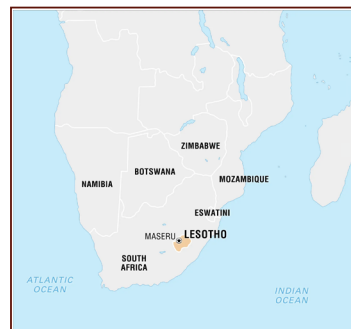 ZIMBABWE
BOTSWANA
NAMIBIA
MOZAMBIQUE
ESWATINI
MASERU
LESOTHO
SOUTH
AFRICA
ATLANTIC
OCEAN
INDIAN
OCEAN